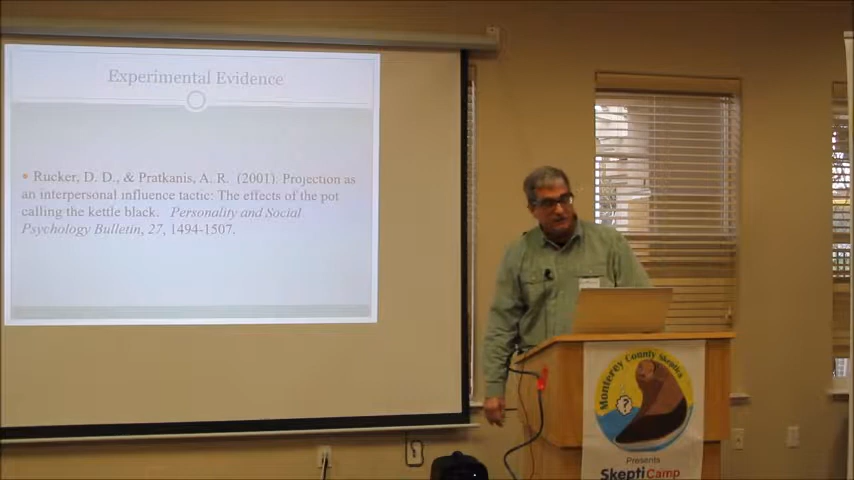 Experimental Evidence
• Rucker, D. D., & Pratkanis, A. R. (2001). Projection as
an interpersonal influence tactic: The effects of the pot
calling the kettle black. Personality and Social
Psychology Bulletin, 27, 1494-1507.
Monterey County Skeptics
?
Presents
SkeptiCamp